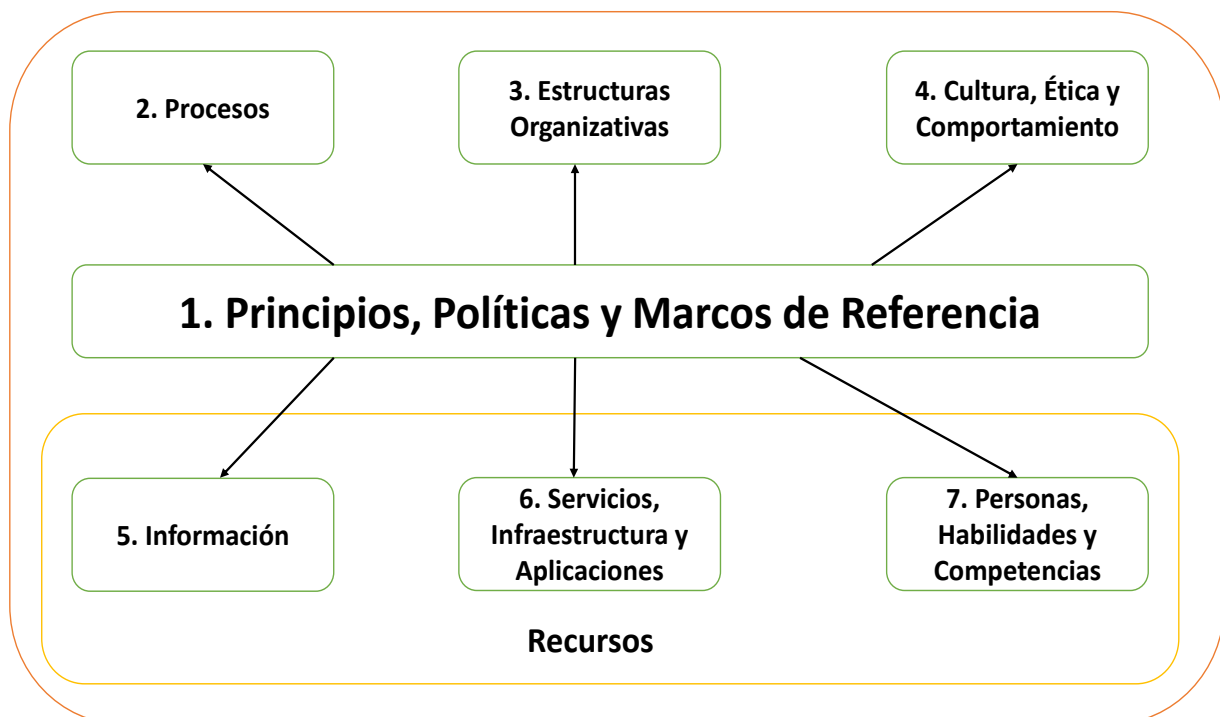 2. Procesos
3. Estructuras
Organizativas
4. Cultura, Ética y
Comportamiento
1. Principios, Políticas y Marcos de Referencia
5. Información
6. Servicios,
Infraestructura y
Aplicaciones
7. Personas,
Habilidades y
Competencias
Recursos